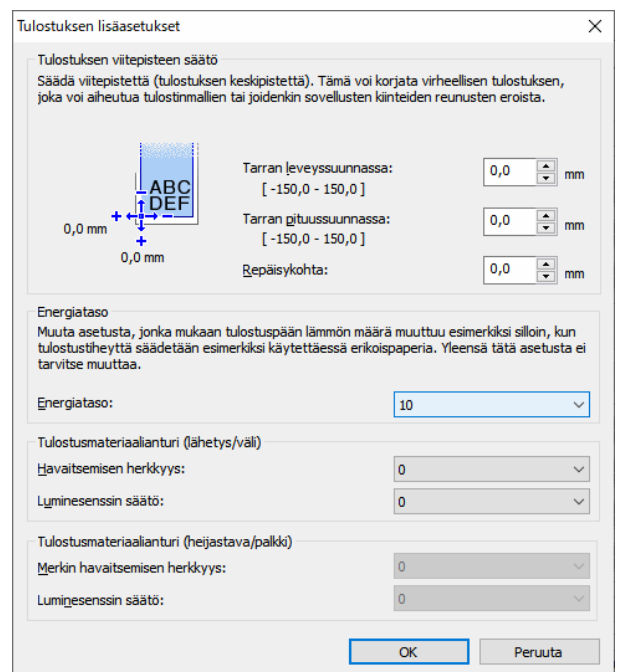 Tulostuksen lisäasetukset
Tulostuksen viitepisteen säätö
Säädä viitepistettä (tulostuksen keskipistettä). Tämä voi korjata virheellisen tulostuksen,
joka voi aiheutua tulostinmallien tai joidenkin sovellusten kiinteiden reunusten eroista.
ABC
DEF
0,0 mm
0,0 mm
Tarran leveyssuunnassa:
[ -150,0 - 150,0 ]
0,0 mm
Tarran pituussuunnassa:
[ -150,0 - 150,0 ]
0,0 mm
Repäisykohta:
0,0 mm
Energiataso
Muuta asetusta, jonka mukaan tulostuspään lämmön määrä muuttuu esimerkiksi silloin, kun
tulostustiheyttä säädetään esimerkiksi käytettäessä erikoispaperia. Yleensä tätä asetusta ei
tarvitse muuttaa.
Energiataso: 10
Tulostusmateriaalianturi (lähetys/väli)
Havaitsemisen herkkyys: 0
Luminesenssin säätö: 0
Tulostusmateriaalianturi (heijastava/palkki)
Merkin havaitsemisen herkkyys: 0
Luminesenssin säätö: 0
OK Peruuta